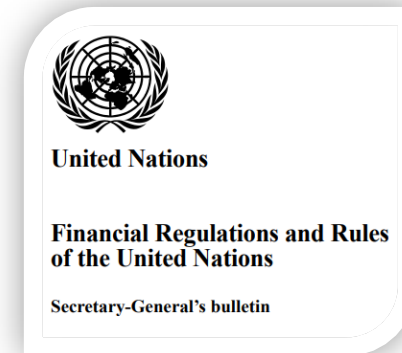 United Nations
Financial Regulations and Rules
of the United Nations
Secretary-General's bulletin